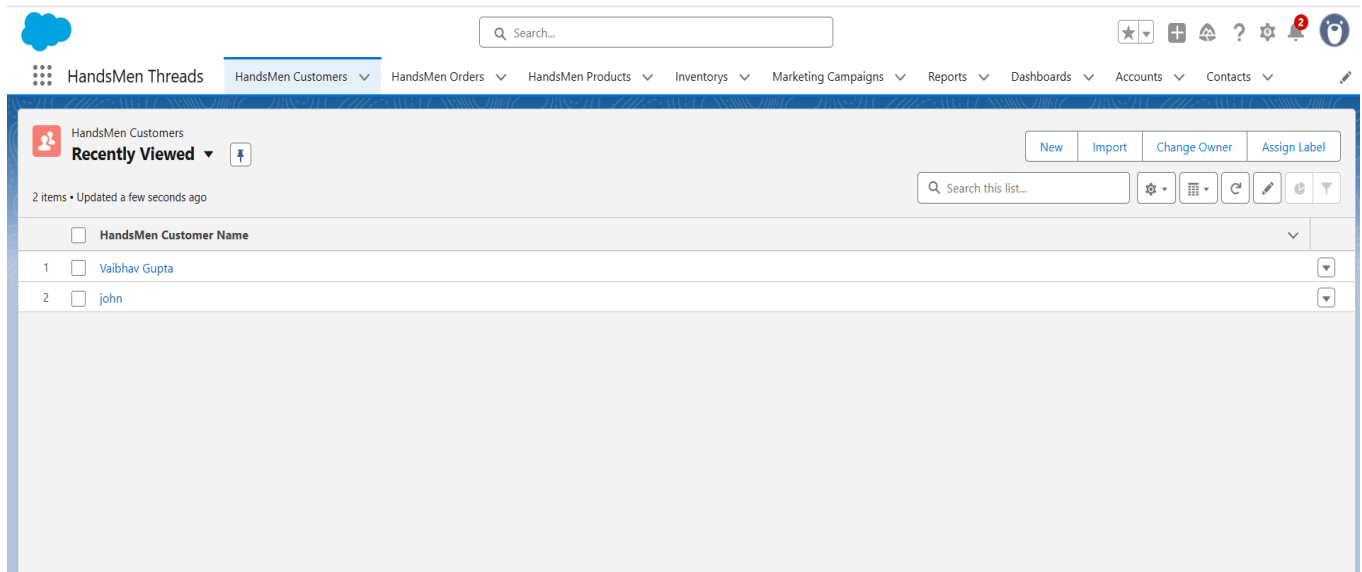 Search...
2
HandsMen Threads HandsMen Customers HandsMen Orders HandsMen Products Inventorys Marketing Campaigns Reports Dashboards Accounts Contacts
HandsMen Customers
Recently Viewed
New Import Change Owner Assign Label
2 items • Updated a few seconds ago
Search this list...
HandsMen Customer Name
1 Vaibhav Gupta
2 john